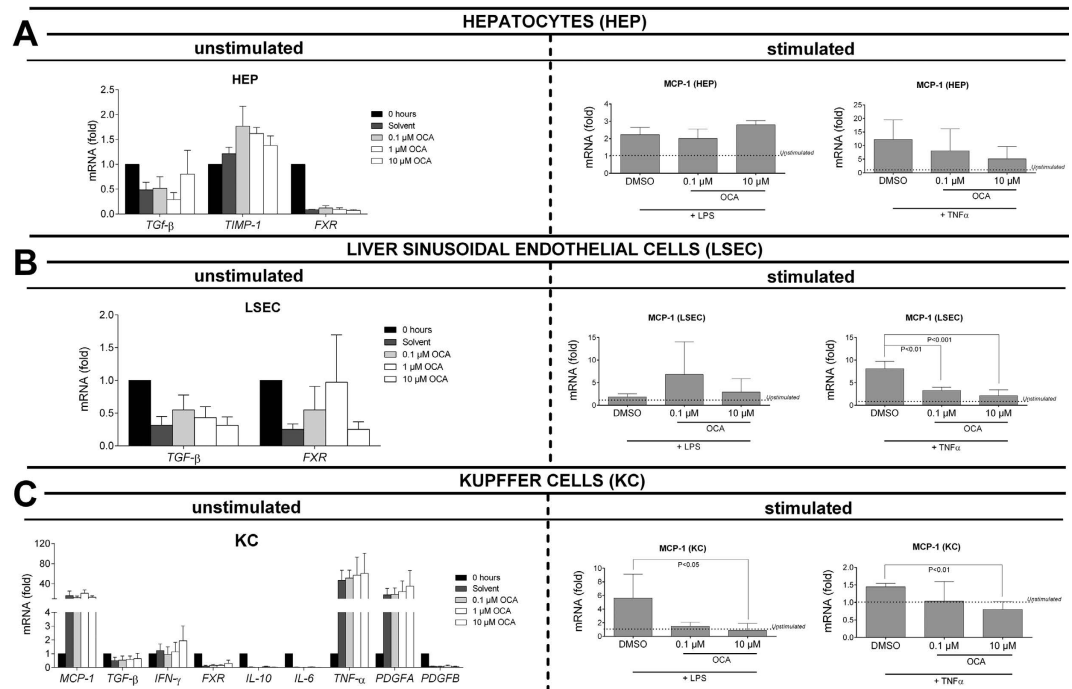 A
HEPATOCYTES (HEP)
unstimulated
stimulated
HEP
mRNA (fold)
2.5
2.0
1.5
1.0
0.5
0.0
TGf-β TIMP-1 FXR
0 hours
Solvent
0.1 µM OCA
1 µM OCA
10 µM OCA
MCP-1 (HEP)
mRNA (fold)
4
3
2
1
0
Unstimulated
DMSO 0.1 µM 10 µM
OCA
+ LPS
MCP-1 (HEP)
mRNA (fold)
25
20
15
10
5
0
Unstimulated
DMSO 0.1 µM 10 µM
OCA
+ TNFα
B
LIVER SINUSOIDAL ENDOTHELIAL CELLS (LSEC)
unstimulated
stimulated
LSEC
mRNA (fold)
2.0
1.5
1.0
0.5
0.0
TGF-β FXR
0 hours
Solvent
0.1 µM OCA
1 µM OCA
10 µM OCA
MCP-1 (LSEC)
mRNA (fold)
15
10
5
0
Unstimulated
DMSO 0.1 µM 10 µM
OCA
+ LPS
MCP-1 (LSEC)
mRNA (fold)
15
10
5
0
P<0.001
P<0.01
Unstimulated
DMSO 0.1 µM 10 µM
OCA
+ TNFα
C
KUPFFER CELLS (KC)
unstimulated
stimulated
KC
mRNA (fold)
120
80
40
4
3
2
1
0
MCP-1 TGF-β IFN-γ FXR IL-10 IL-6 TNF-α PDGFA PDGFB
0 hours
Solvent
0.1 µM OCA
1 µM OCA
10 µM OCA
MCP-1 (KC)
mRNA (fold)
10
8
6
4
2
0
P<0.05
Unstimulated
DMSO 0.1 µM 10 µM
OCA
+ LPS
MCP-1 (KC)
mRNA (fold)
2.0
1.5
1.0
0.5
0.0
P<0.01
Unstimulated
DMSO 0.1 µM 10 µM
OCA
+ TNFα